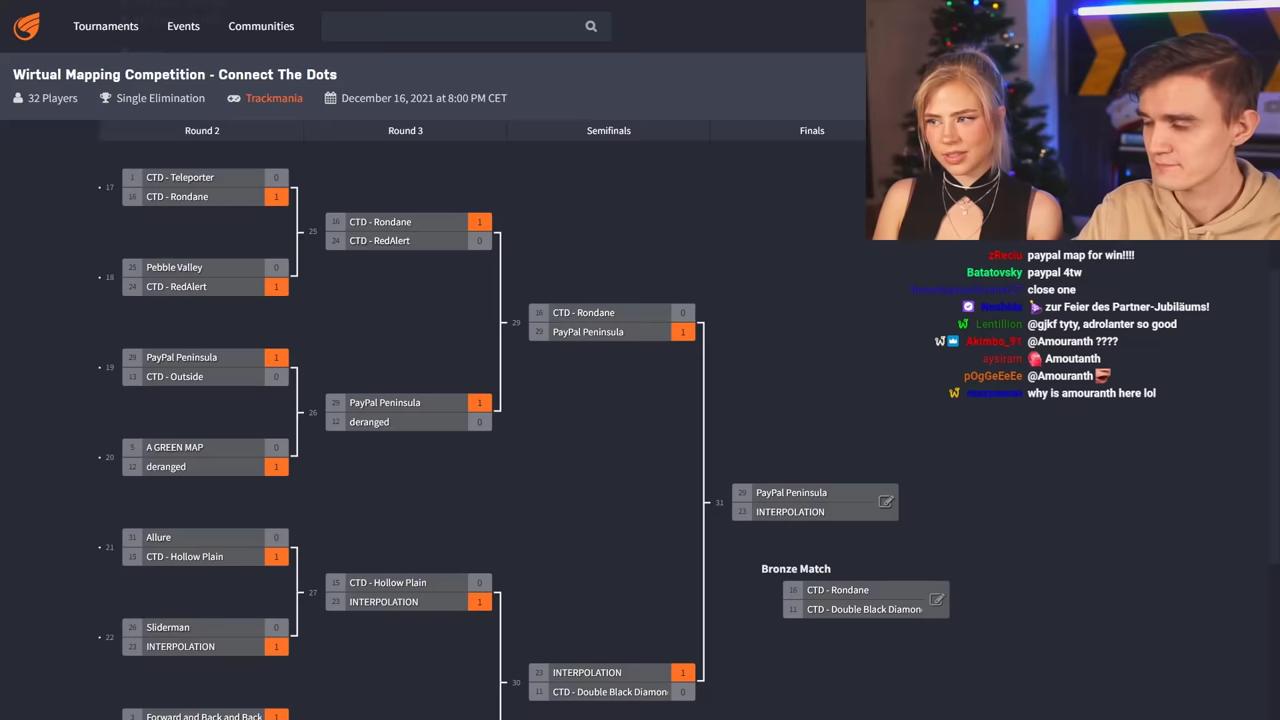 Tournaments Events Communities
Wirtual Mapping Competition - Connect The Dots
32 Players Single Elimination Trackmania December 16, 2021 at 8:00 PM CET
Round 2 Round 3 Semifinals Finals
17
1 CTD - Teleporter 0
16 CTD - Rondane 1
18
25 Pebble Valley 0
24 CTD - RedAlert 1
19
29 PayPal Peninsula 1
13 CTD - Outside 0
20
5 A GREEN MAP 0
12 deranged 1
21
31 Allure 0
15 CTD - Hollow Plain 1
22
26 Sliderman 0
23 INTERPOLATION 1
Forward and Back and Back 1
25
16 CTD - Rondane 1
24 CTD - RedAlert 0
26
29 PayPal Peninsula 1
12 deranged 0
27
15 CTD - Hollow Plain 0
23 INTERPOLATION 1
29
16 CTD - Rondane 0
29 PayPal Peninsula 1
30
23 INTERPOLATION 1
11 CTD - Double Black Diamon 0
31
29 PayPal Peninsula
23 INTERPOLATION
Bronze Match
16 CTD - Rondane
11 CTD - Double Black Diamon
zReciu paypal map for win!!!!
Batatovsky paypal 4tw
close one
zur Feier des Partner-Jubiläums!
Lentillion @gjkf tyty, adrolanter so good
Akimbo_91 @Amouranth ????
aysiram Amoutanth
pOgGeEeEe @Amouranth
why is amouranth here lol